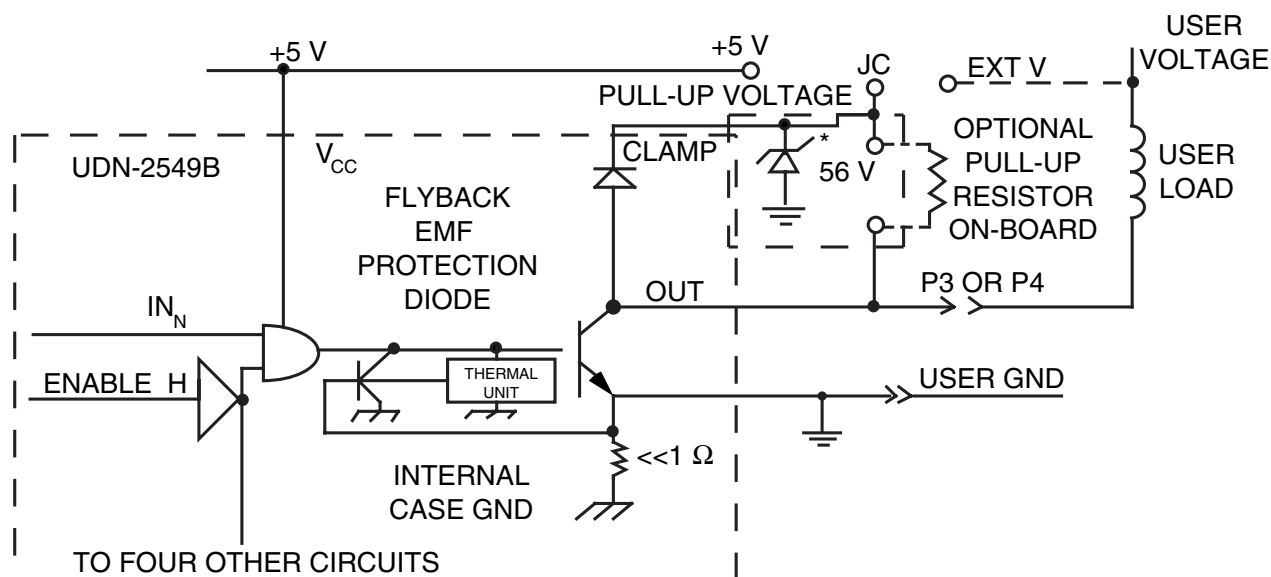 USER
VOLTAGE
+5 V
+5 V
JC
EXT V
PULL-UP VOLTAGE
UDN-2549B
VCC
CLAMP
*
56 V
OPTIONAL
PULL-UP
RESISTOR
ON-BOARD
USER
LOAD
FLYBACK
EMF
PROTECTION
DIODE
OUT
P3 OR P4
INN
ENABLE H
THERMAL
UNIT
USER GND
<<1 Ω
INTERNAL
CASE GND
TO FOUR OTHER CIRCUITS